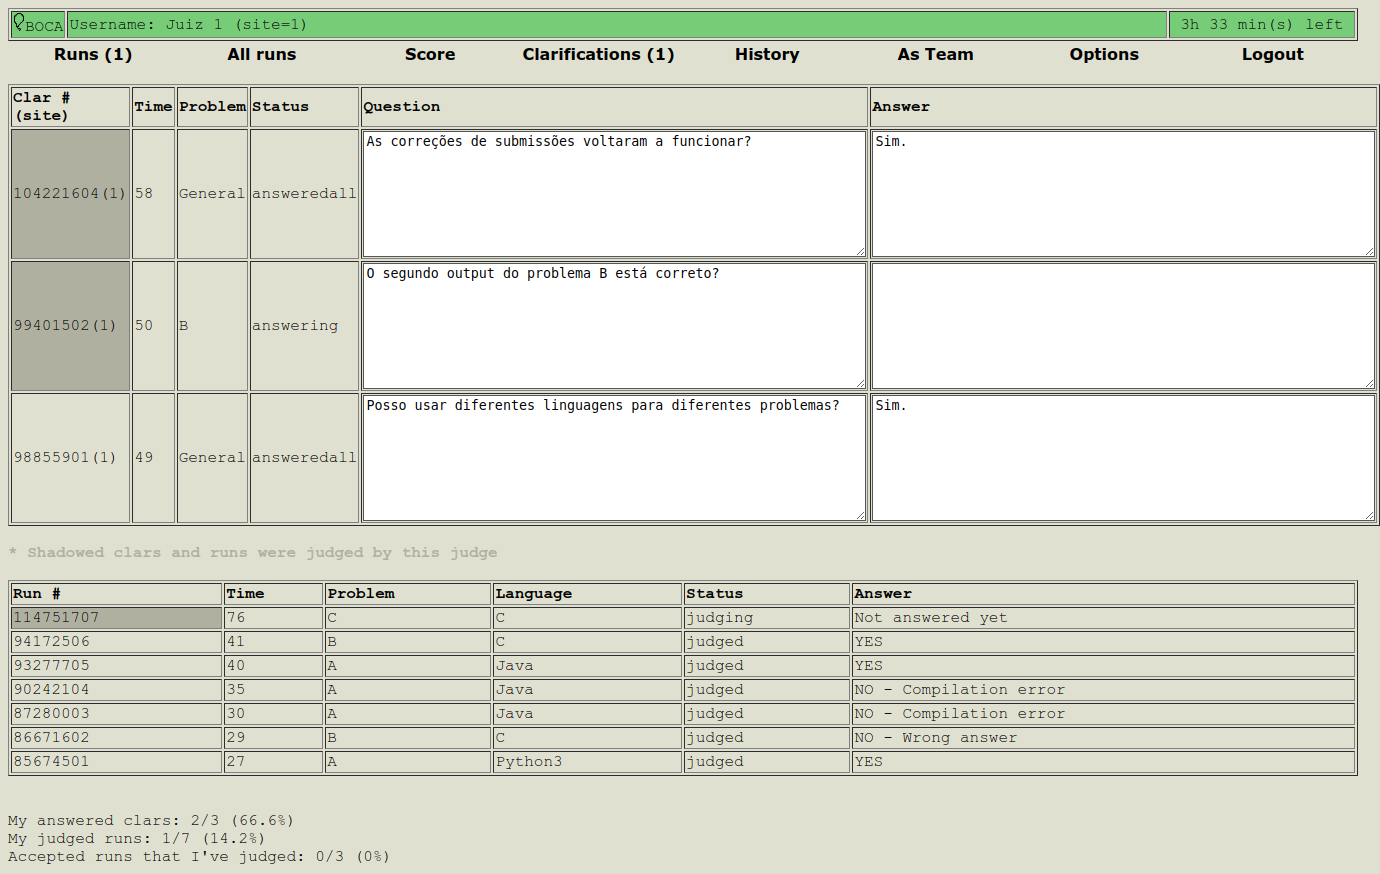 BOCA Username: Juiz 1 (site=1) 3h 33 min(s) left
Runs (1) All runs Score Clarifications (1) History As Team Options Logout
Clar # (site) Time Problem Status Question Answer
104221604(1) 58 General answeredall As correções de submissões voltaram a funcionar? Sim.
99401502(1) 50 B answering O segundo output do problema B está correto?
98855901(1) 49 General answeredall Posso usar diferentes linguagens para diferentes problemas? Sim.
* Shadowed clars and runs were judged by this judge
Run # Time Problem Language Status Answer
114751707 76 C C judging Not answered yet
94172506 41 B C judged YES
93277705 40 A Java judged YES
90242104 35 A Java judged NO - Compilation error
87280003 30 A Java judged NO - Compilation error
86671602 29 B C judged NO - Wrong answer
85674501 27 A Python3 judged YES
My answered clars: 2/3 (66.6%)
My judged runs: 1/7 (14.2%)
Accepted runs that I've judged: 0/3 (0%)